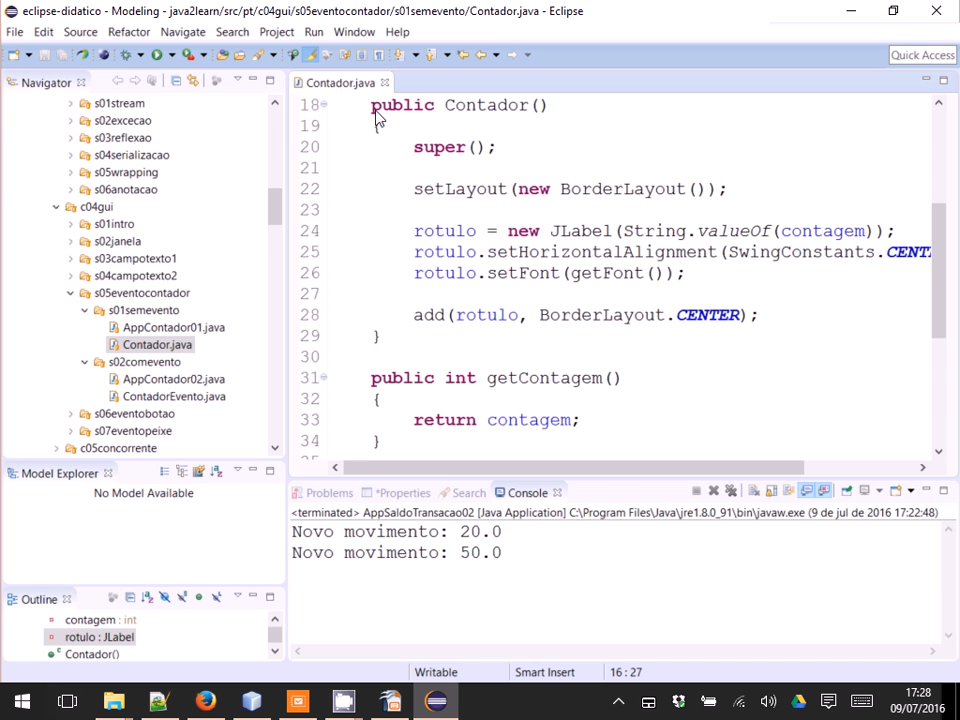 eclipse-didatico - Modeling - java2learn/src/pt/c04gui/s05eventocontador/s01semevento/Contador.java - Eclipse
File Edit Source Refactor Navigate Search Project Run Window Help
Quick Access
Navigator
s01stream
s02excecao
s03reflexao
s04serializacao
s05wrapping
s06anotacao
c04gui
s01intro
s02janela
s03campotexto1
s04campotexto2
s05eventocontador
s01semevento
AppContador01.java
Contador.java
s02comevento
AppContador02.java
ContadorEvento.java
s06eventobotao
s07eventopeixe
c05concorrente
Model Explorer
No Model Available
Outline
contagem : int
rotulo : JLabel
Contador()
Contador.java
18 public Contador()
19 {
20 super();
21
22 setLayout(new BorderLayout());
23
24 rotulo = new JLabel(String.valueOf(contagem));
25 rotulo.setHorizontalAlignment(SwingConstants.CENT
26 rotulo.setFont(getFont());
27
28 add(rotulo, BorderLayout.CENTER);
29 }
30
31 public int getContagem()
32 {
33 return contagem;
34 }
Problems Properties Search Console
<terminated> AppSaldoTransacao02 [Java Application] C:\Program Files\Java\jre1.8.0_91\bin\javaw.exe (9 de jul de 2016 17:22:48)
Novo movimento: 20.0
Novo movimento: 50.0
Writable Smart Insert 16 : 27
17:28
09/07/2016